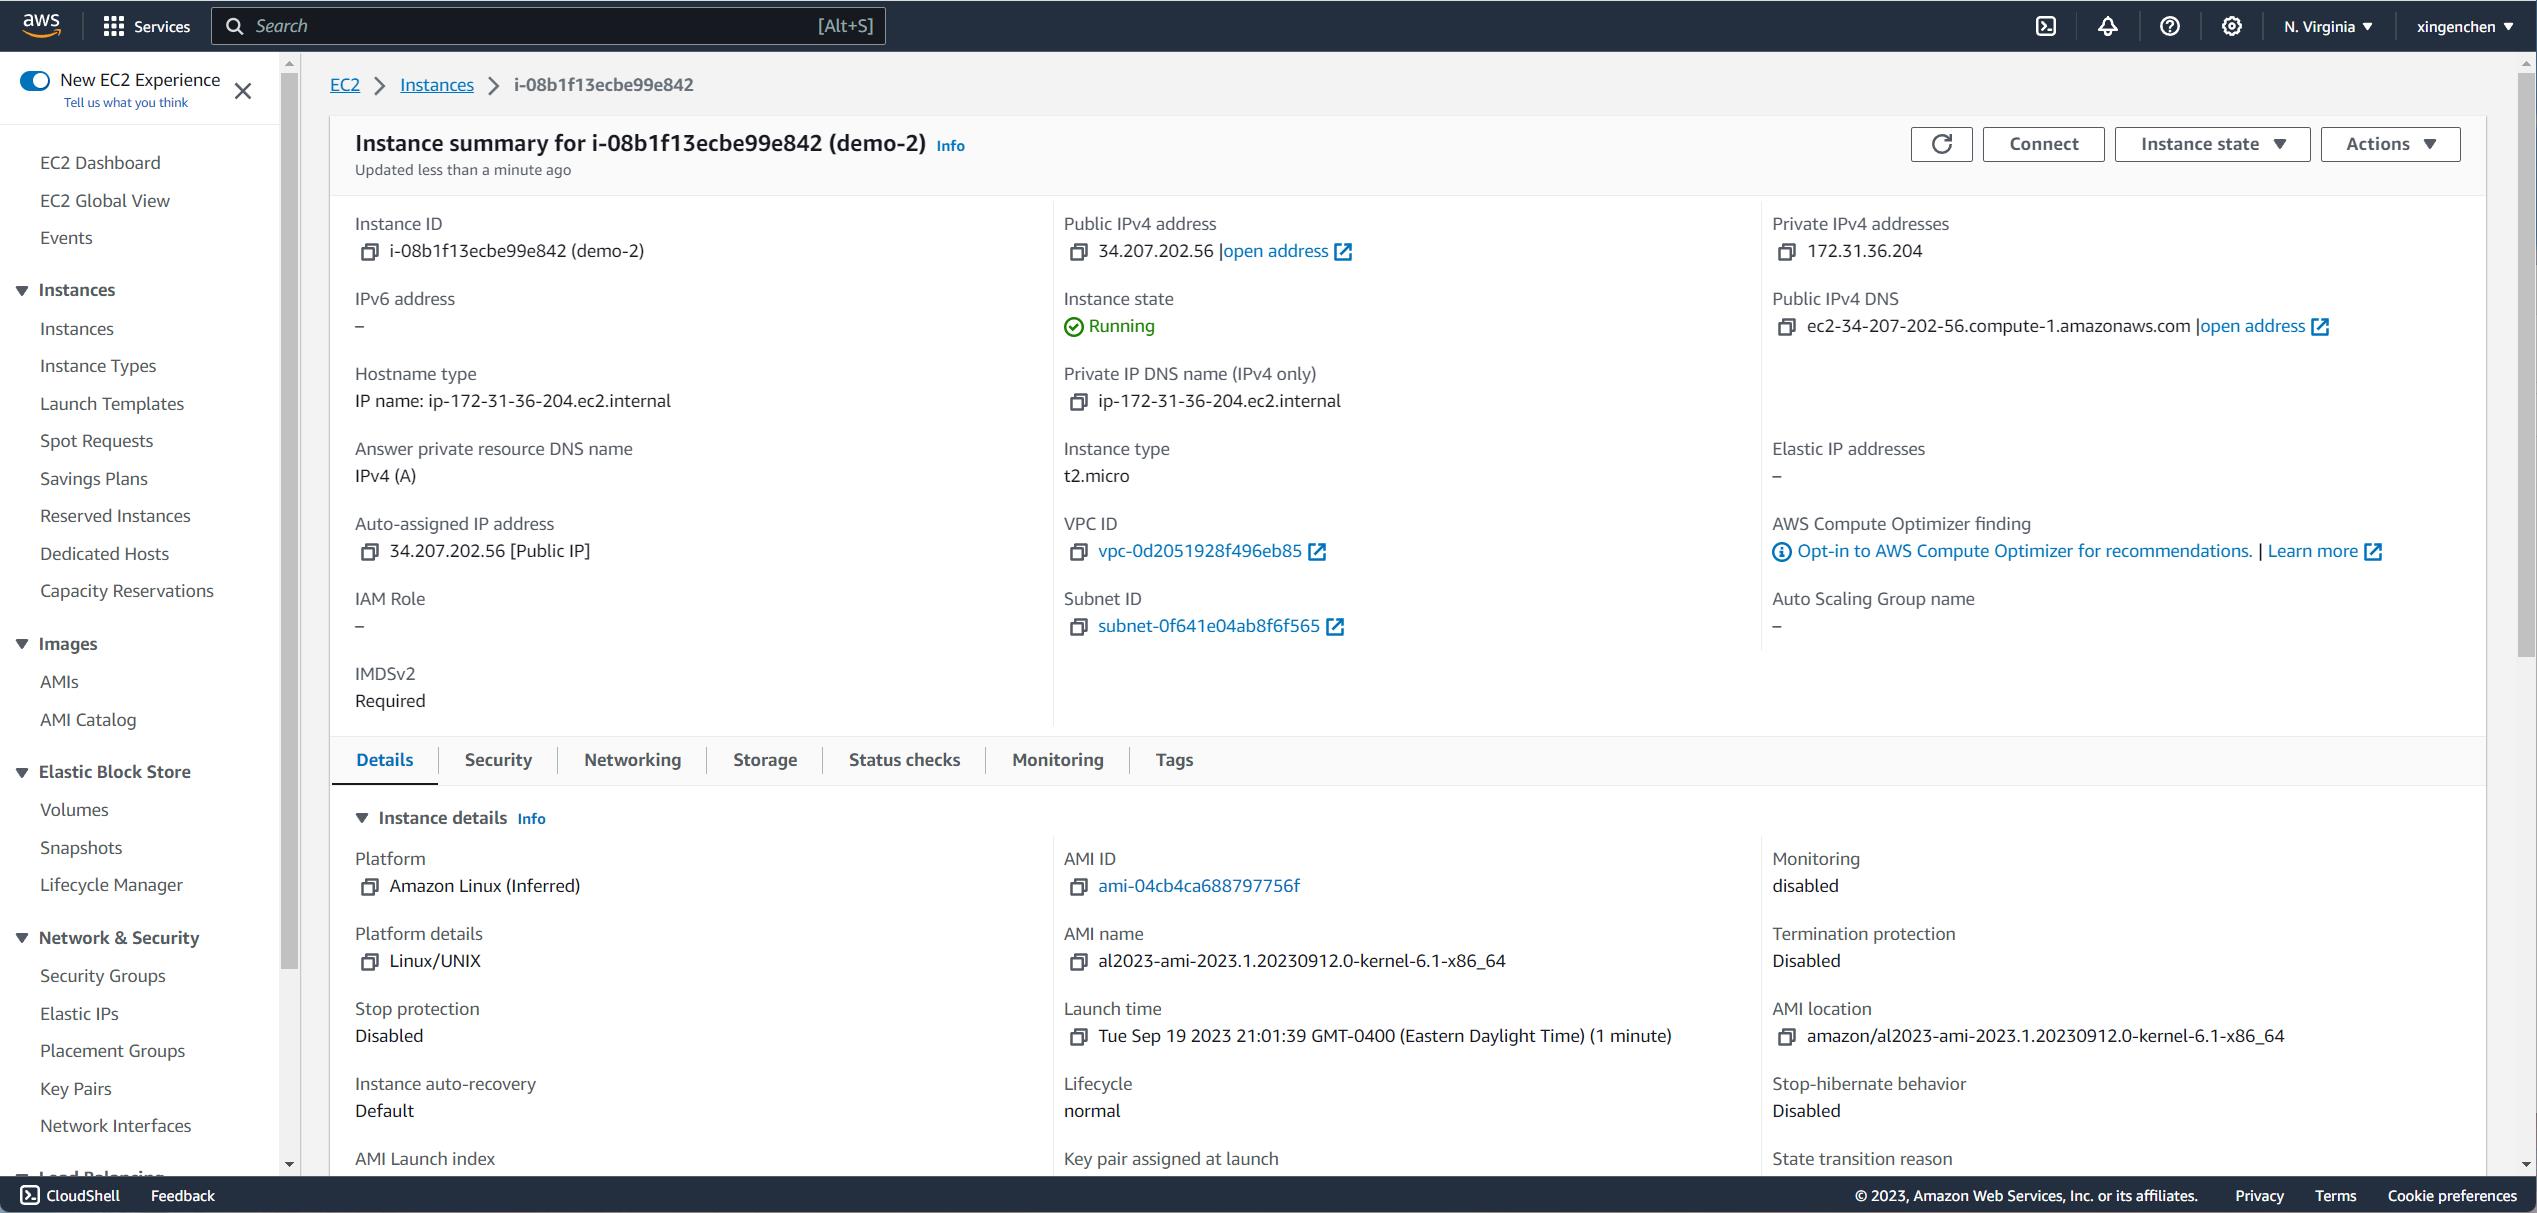 aws
Services
Search [Alt+S]
N. Virginia
xingenchen
New EC2 Experience
Tell us what you think
EC2 Dashboard
EC2 Global View
Events
Instances
Instances
Instance Types
Launch Templates
Spot Requests
Savings Plans
Reserved Instances
Dedicated Hosts
Capacity Reservations
Images
AMIs
AMI Catalog
Elastic Block Store
Volumes
Snapshots
Lifecycle Manager
Network & Security
Security Groups
Elastic IPs
Placement Groups
Key Pairs
Network Interfaces
Load Balancing
EC2 > Instances > i-08b1f13ecbe99e842
Instance summary for i-08b1f13ecbe99e842 (demo-2) Info
Updated less than a minute ago
Connect
Instance state
Actions
Instance ID
i-08b1f13ecbe99e842 (demo-2)
Public IPv4 address
34.207.202.56 |open address
Private IPv4 addresses
172.31.36.204
IPv6 address
–
Instance state
Running
Public IPv4 DNS
ec2-34-207-202-56.compute-1.amazonaws.com |open address
Hostname type
IP name: ip-172-31-36-204.ec2.internal
Private IP DNS name (IPv4 only)
ip-172-31-36-204.ec2.internal
Answer private resource DNS name
IPv4 (A)
Instance type
t2.micro
Elastic IP addresses
–
Auto-assigned IP address
34.207.202.56 [Public IP]
VPC ID
vpc-0d2051928f496eb85
AWS Compute Optimizer finding
Opt-in to AWS Compute Optimizer for recommendations. | Learn more
IAM Role
–
Subnet ID
subnet-0f641e04ab8f6f565
Auto Scaling Group name
–
IMDSv2
Required
Details
Security
Networking
Storage
Status checks
Monitoring
Tags
Instance details Info
Platform
Amazon Linux (Inferred)
AMI ID
ami-04cb4ca688797756f
Monitoring
disabled
Platform details
Linux/UNIX
AMI name
al2023-ami-2023.1.20230912.0-kernel-6.1-x86_64
Termination protection
Disabled
Stop protection
Disabled
Launch time
Tue Sep 19 2023 21:01:39 GMT-0400 (Eastern Daylight Time) (1 minute)
AMI location
amazon/al2023-ami-2023.1.20230912.0-kernel-6.1-x86_64
Instance auto-recovery
Default
Lifecycle
normal
Stop-hibernate behavior
Disabled
AMI Launch index
Key pair assigned at launch
State transition reason
CloudShell
Feedback
© 2023, Amazon Web Services, Inc. or its affiliates.
Privacy
Terms
Cookie preferences